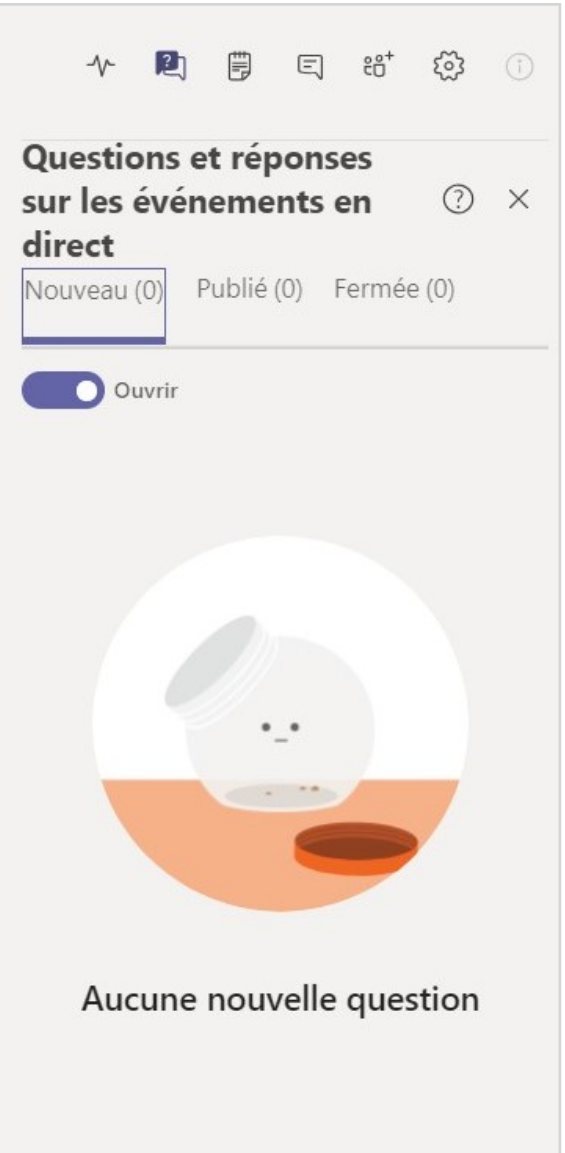 Questions et réponses
sur les événements en
direct
Nouveau (0) Publié (0) Fermée (0)
Ouvrir
Aucune nouvelle question